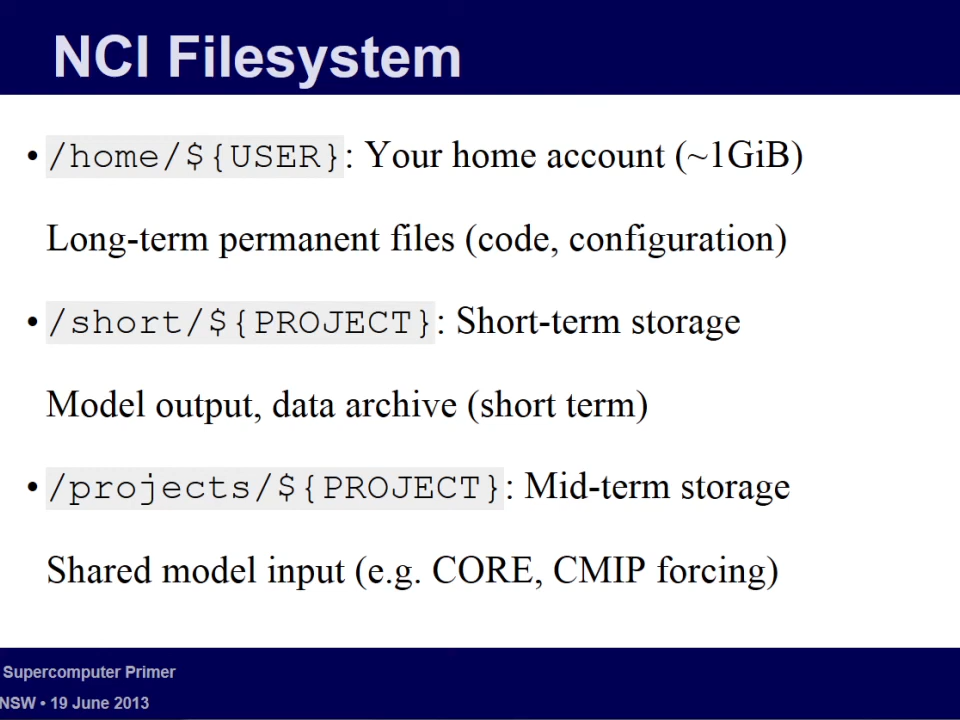 NCI Filesystem
• /home/${USER}: Your home account (~1GiB)
Long-term permanent files (code, configuration)
• /short/${PROJECT}: Short-term storage
Model output, data archive (short term)
• /projects/${PROJECT}: Mid-term storage
Shared model input (e.g. CORE, CMIP forcing)
Supercomputer Primer
NSW • 19 June 2013